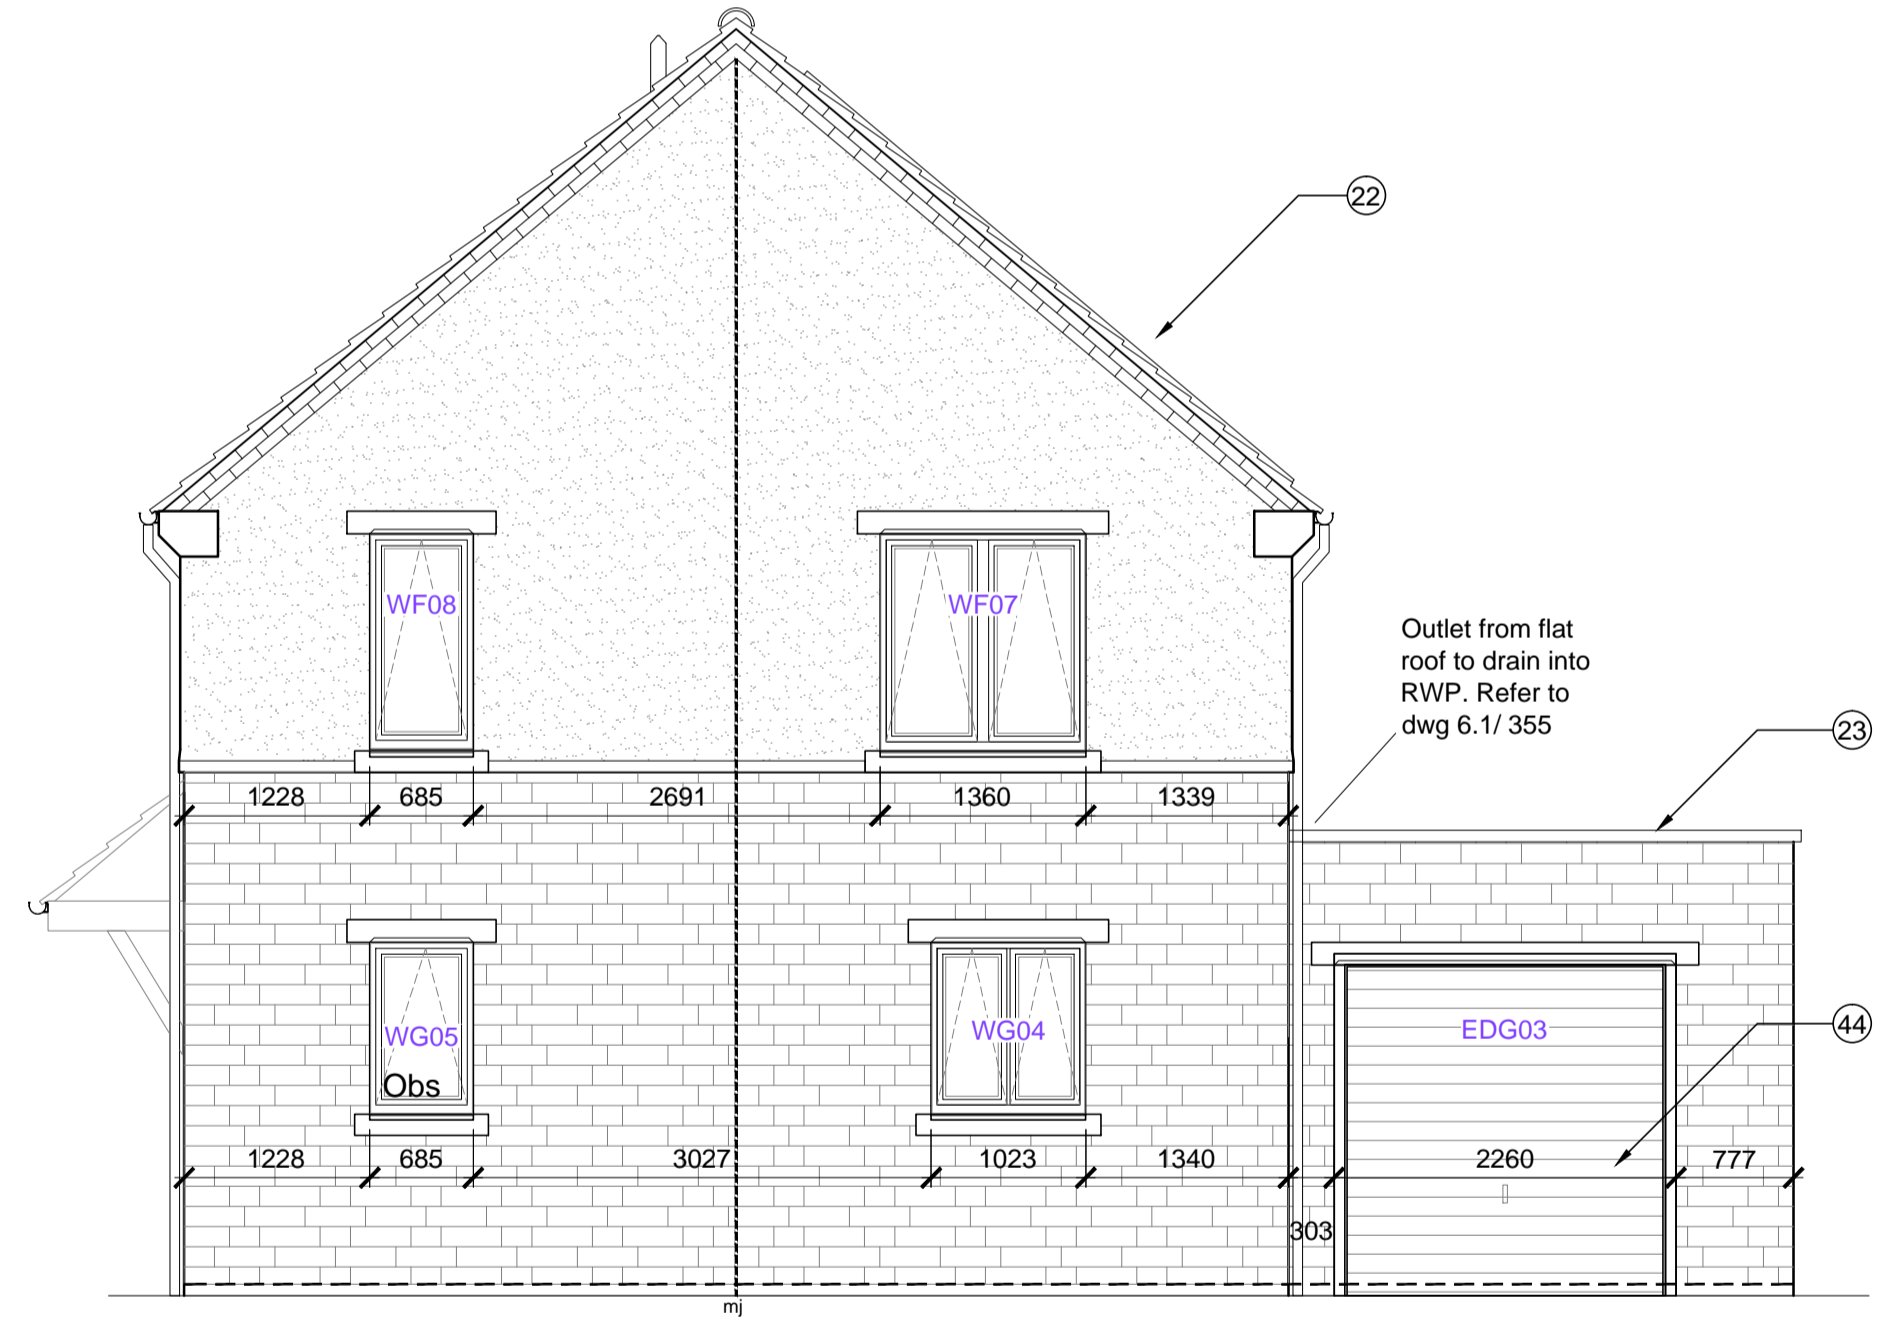 22
WF08
WF07
Outlet from flat
roof to drain into
RWP. Refer to
dwg 6.1/ 355
23
1228 685 2691 1360 1339
WG05
Obs
WG04
EDG03
44
1228 685 3027 1023 1340 2260 777
303
mj